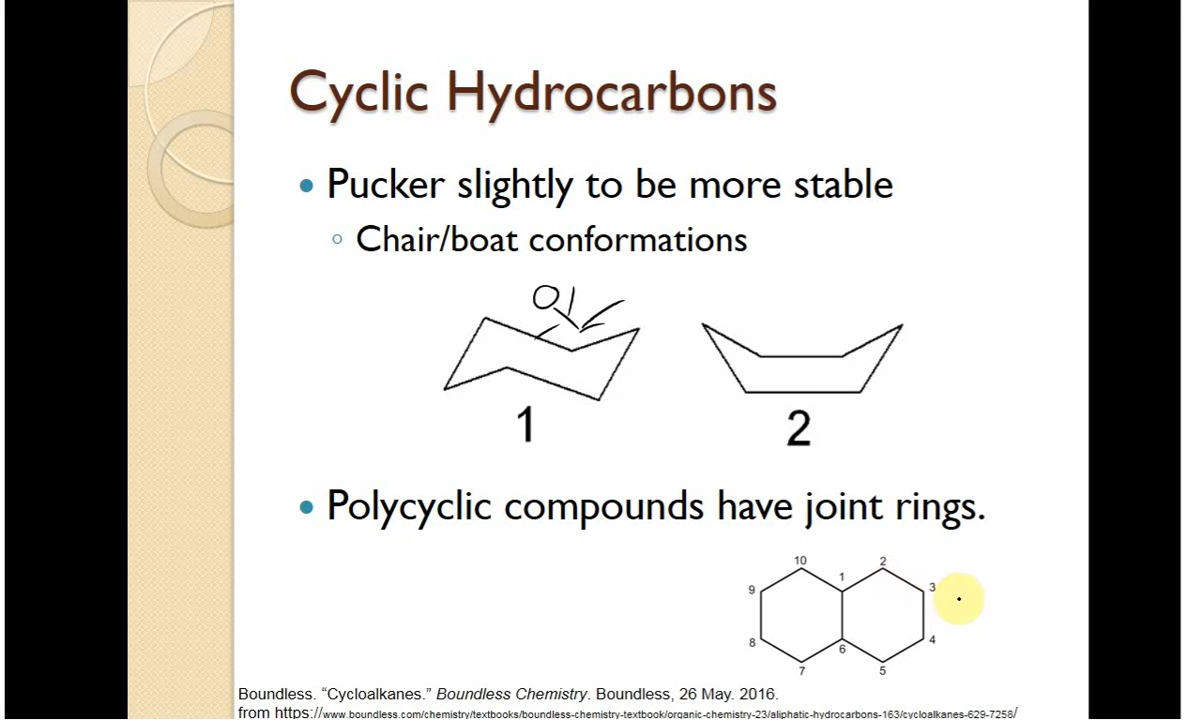 Cyclic Hydrocarbons
• Pucker slightly to be more stable
◦ Chair/boat conformations
1
2
• Polycyclic compounds have joint rings.
10
2
1
9
3
8
4
6
7
5
Boundless. “Cycloalkanes.” Boundless Chemistry. Boundless, 26 May. 2016.
from https://www.boundless.com/chemistry/textbooks/boundless-chemistry-textbook/organic-chemistry-23/aliphatic-hydrocarbons-163/cycloalkanes-629-7258/